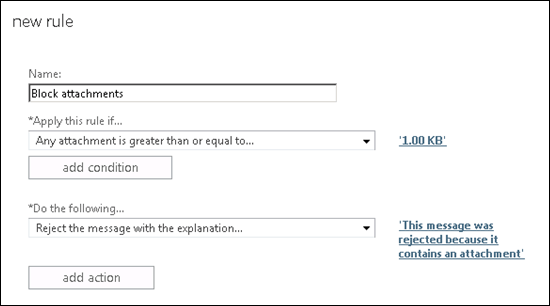 new rule
Name:
Block attachments
*Apply this rule if...
Any attachment is greater than or equal to...
'1.00 KB'
add condition
*Do the following...
Reject the message with the explanation...
'This message was
rejected because it
contains an attachment'
add action